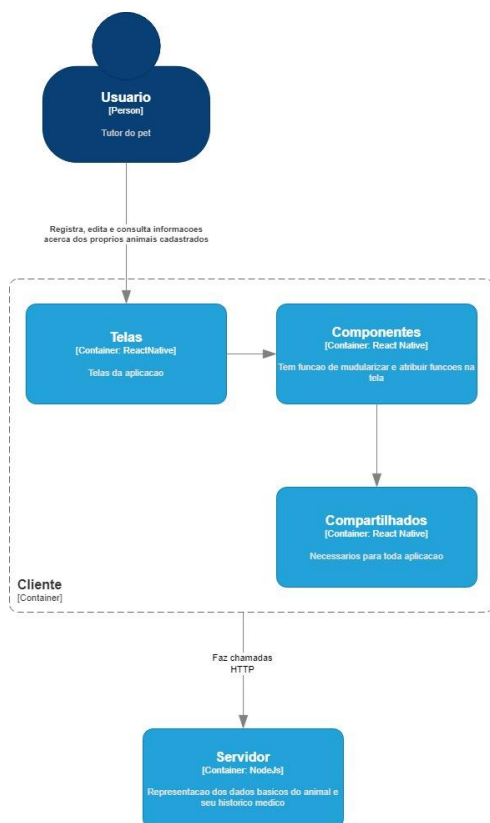 Usuario
[Person]
Tutor do pet
Registra, edita e consulta informacoes
acerca dos proprios animais cadastrados
Telas
[Container: ReactNative]
Telas da aplicacao
Componentes
[Container: React Native]
Tem funcao de mudularizar e atribuir funcoes na
tela
Compartilhados
[Container: React Native]
Necessarios para toda aplicacao
Cliente
[Container]
Faz chamadas
HTTP
Servidor
[Container: NodeJs]
Representacao dos dados basicos do animal e
seu historico medico